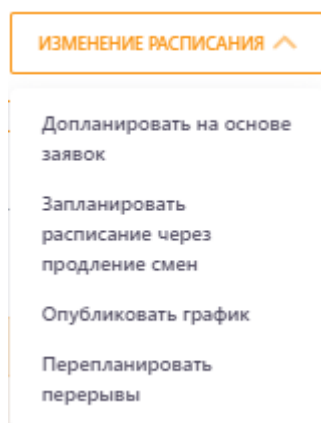 ИЗМЕНЕНИЕ РАСПИСАНИЯ
Допланировать на основе
заявок
Запланировать
расписание через
продление смен
Опубликовать график
Перепланировать
перерывы